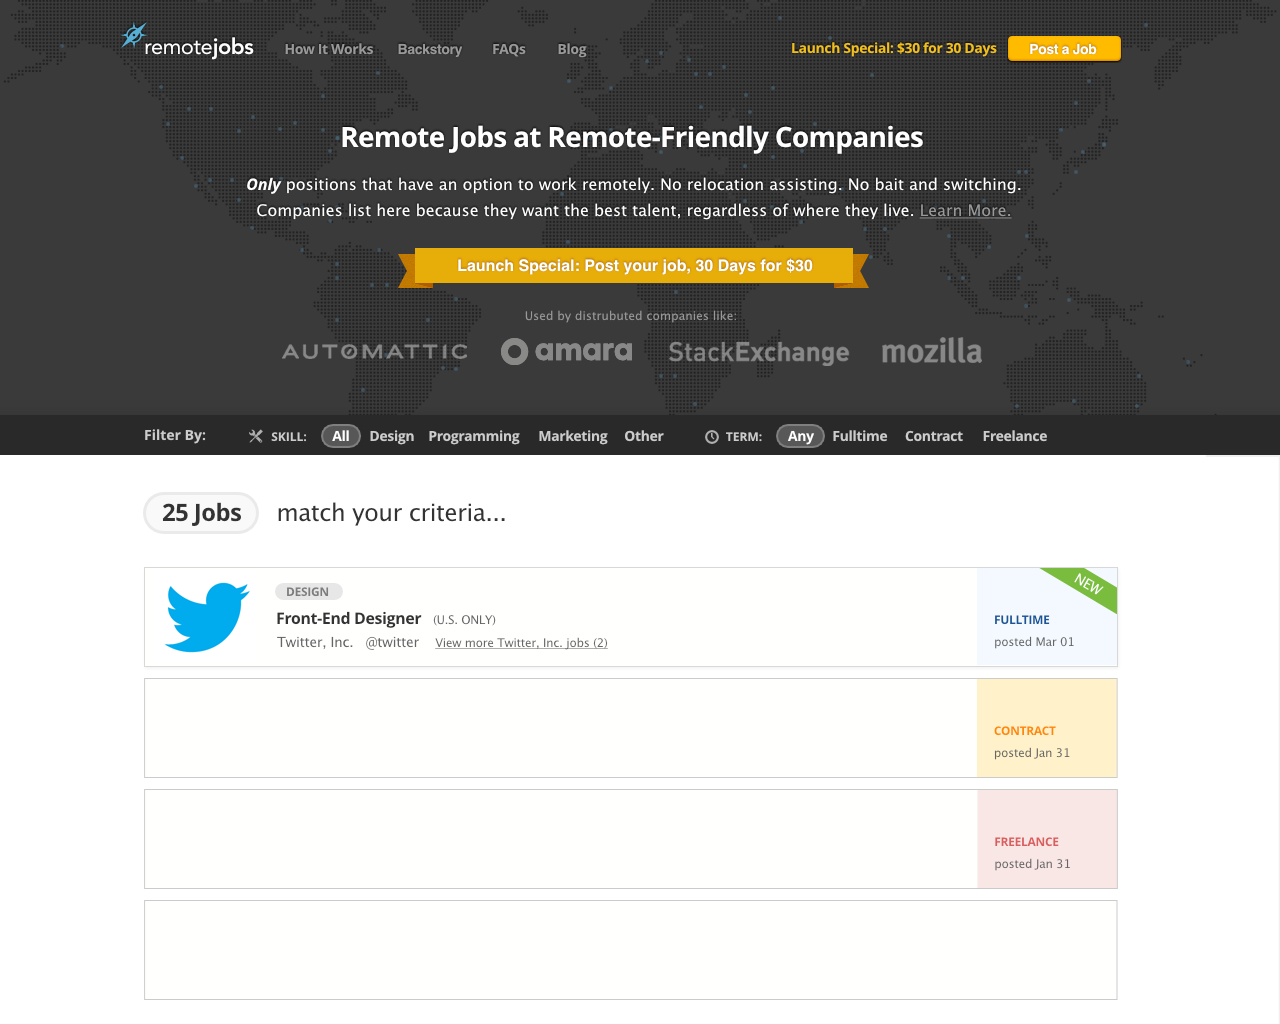 remotejobs How It Works Backstory FAQs Blog Launch Special: $30 for 30 Days Post a Job
Remote Jobs at Remote-Friendly Companies
Only positions that have an option to work remotely. No relocation assisting. No bait and switching.
Companies list here because they want the best talent, regardless of where they live. Learn More.
Launch Special: Post your job, 30 Days for $30
Used by distrubuted companies like:
AUTOMATTIC amara StackExchange mozilla
Filter By: SKILL: All Design Programming Marketing Other TERM: Any Fulltime Contract Freelance
25 Jobs match your criteria...
DESIGN NEW
Front-End Designer (U.S. ONLY) FULLTIME
Twitter, Inc. @twitter View more Twitter, Inc. jobs (2) posted Mar 01
CONTRACT
posted Jan 31
FREELANCE
posted Jan 31